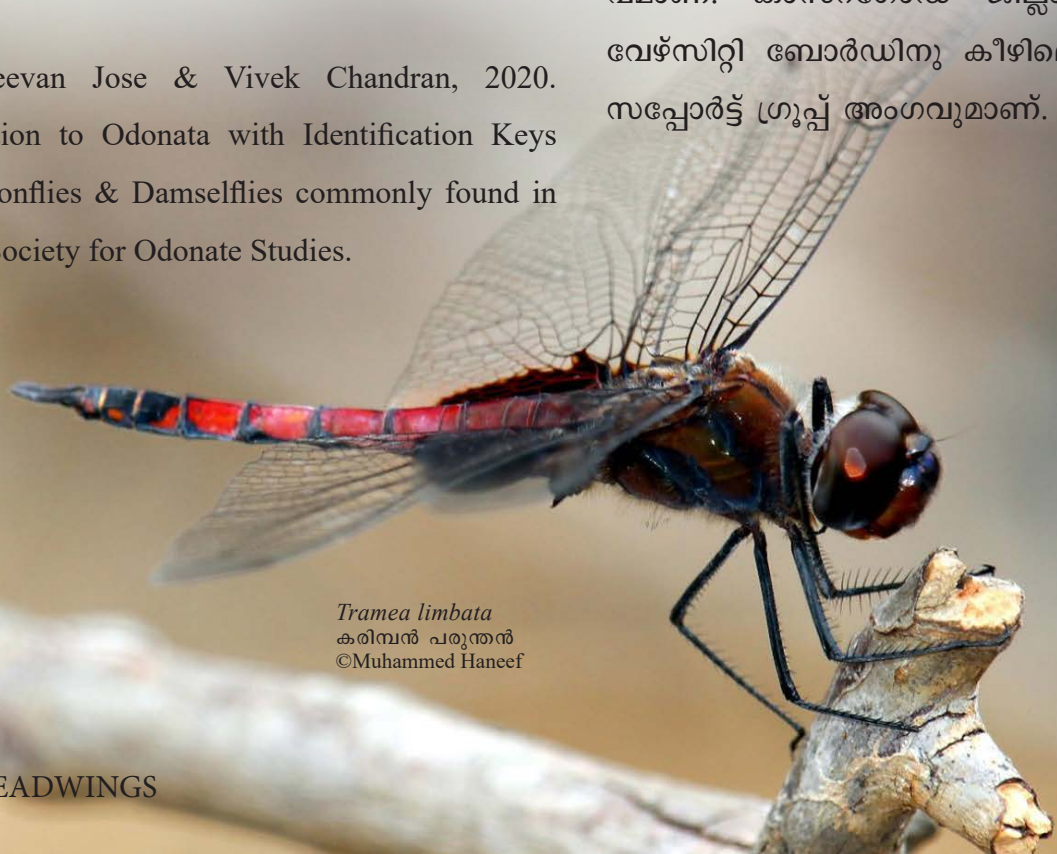 eevan Jose & Vivek Chandran, 2020.
ion to Odonata with Identification Keys
onflies & Damselflies commonly found in
Society for Odonate Studies.
വേഴ്സിറ്റി ബോർഡിനു കീഴിലെ
സപ്പോർട്ട് ഗ്രൂപ്പ് അംഗവുമാണ്.
Tramea limbata
കരിമ്പൻ പരുന്തൻ
©Muhammed Haneef
EADWINGS